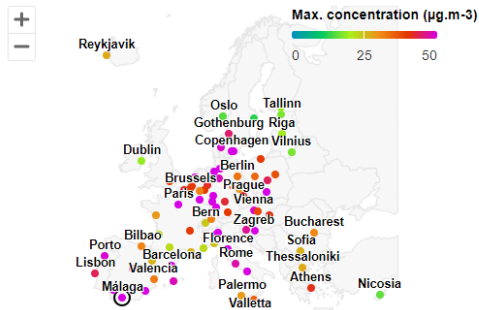 +
Max. concentration (µg.m-3)
−
Reykjavik
0 25 50
Oslo Tallinn
Gothenburg Riga
Copenhagen Vilnius
Dublin
Berlin
Brussels Prague
Paris Vienna
Bern Zagreb
Bucharest
Bilbao Florence
Porto Sofia
Barcelona Rome Thessaloniki
Lisbon
Valencia Athens
Málaga Palermo Nicosia
Valletta